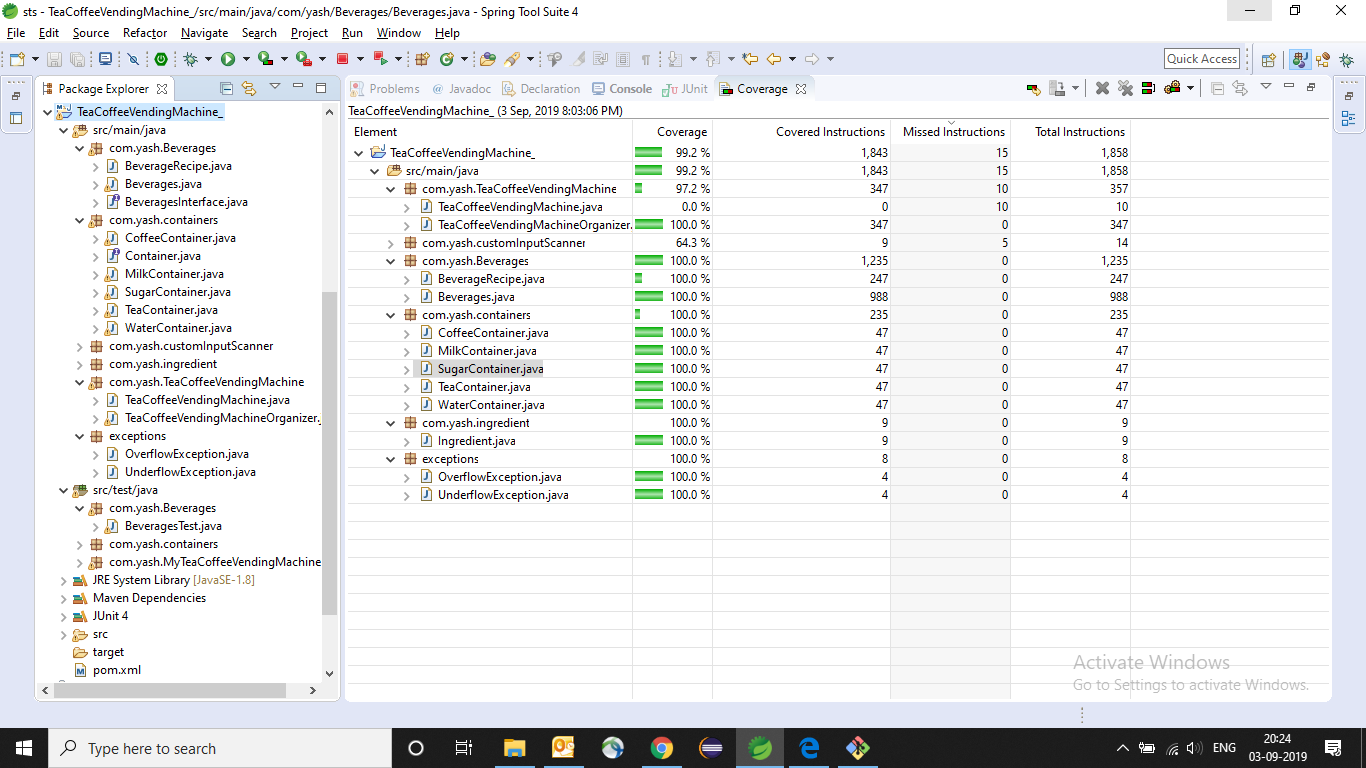 sts - TeaCoffeeVendingMachine_/src/main/java/com/yash/Beverages/Beverages.java - Spring Tool Suite 4
File Edit Source Refactor Navigate Search Project Run Window Help
Quick Access
Package Explorer
TeaCoffeeVendingMachine_
src/main/java
com.yash.Beverages
BeverageRecipe.java
Beverages.java
BeveragesInterface.java
com.yash.containers
CoffeeContainer.java
Container.java
MilkContainer.java
SugarContainer.java
TeaContainer.java
WaterContainer.java
com.yash.customInputScanner
com.yash.ingredient
com.yash.TeaCoffeeVendingMachine
TeaCoffeeVendingMachine.java
TeaCoffeeVendingMachineOrganizer.
exceptions
OverflowException.java
UnderflowException.java
src/test/java
com.yash.Beverages
BeveragesTest.java
com.yash.containers
com.yash.MyTeaCoffeeVendingMachine
JRE System Library [JavaSE-1.8]
Maven Dependencies
JUnit 4
src
target
pom.xml
Problems Javadoc Declaration Console JUnit Coverage
TeaCoffeeVendingMachine_ (3 Sep, 2019 8:03:06 PM)
Element Coverage Covered Instructions Missed Instructions Total Instructions
TeaCoffeeVendingMachine_ 99.2 % 1,843 15 1,858
src/main/java 99.2 % 1,843 15 1,858
com.yash.TeaCoffeeVendingMachine 97.2 % 347 10 357
TeaCoffeeVendingMachine.java 0.0 % 0 10 10
TeaCoffeeVendingMachineOrganizer. 100.0 % 347 0 347
com.yash.customInputScanner 64.3 % 9 5 14
com.yash.Beverages 100.0 % 1,235 0 1,235
BeverageRecipe.java 100.0 % 247 0 247
Beverages.java 100.0 % 988 0 988
com.yash.containers 100.0 % 235 0 235
CoffeeContainer.java 100.0 % 47 0 47
MilkContainer.java 100.0 % 47 0 47
SugarContainer.java 100.0 % 47 0 47
TeaContainer.java 100.0 % 47 0 47
WaterContainer.java 100.0 % 47 0 47
com.yash.ingredient 100.0 % 9 0 9
Ingredient.java 100.0 % 9 0 9
exceptions 100.0 % 8 0 8
OverflowException.java 100.0 % 4 0 4
UnderflowException.java 100.0 % 4 0 4
Activate Windows
Go to Settings to activate Windows.
Type here to search
ENG
20:24
03-09-2019